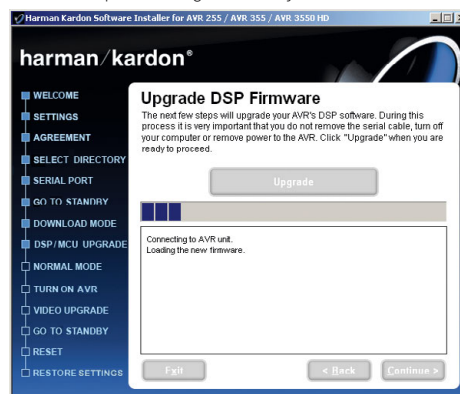 Harman Kardon Software Installer for AVR 255 / AVR 355 / AVR 3550 HD
harman/kardon®
WELCOME
SETTINGS
AGREEMENT
SELECT DIRECTORY
SERIAL PORT
GO TO STANDBY
DOWNLOAD MODE
DSP/MCU UPGRADE
NORMAL MODE
TURN ON AVR
VIDEO UPGRADE
GO TO STANDBY
RESET
RESTORE SETTINGS
Upgrade DSP Firmware
The next few steps will upgrade your AVR's DSP software. During this
process it is very important that you do not remove the serial cable, turn off
your computer or remove power to the AVR. Click "Upgrade" when you are
ready to proceed.
Upgrade
Connecting to AVR unit.
Loading the new firmware.
Exit
< Back
Continue >